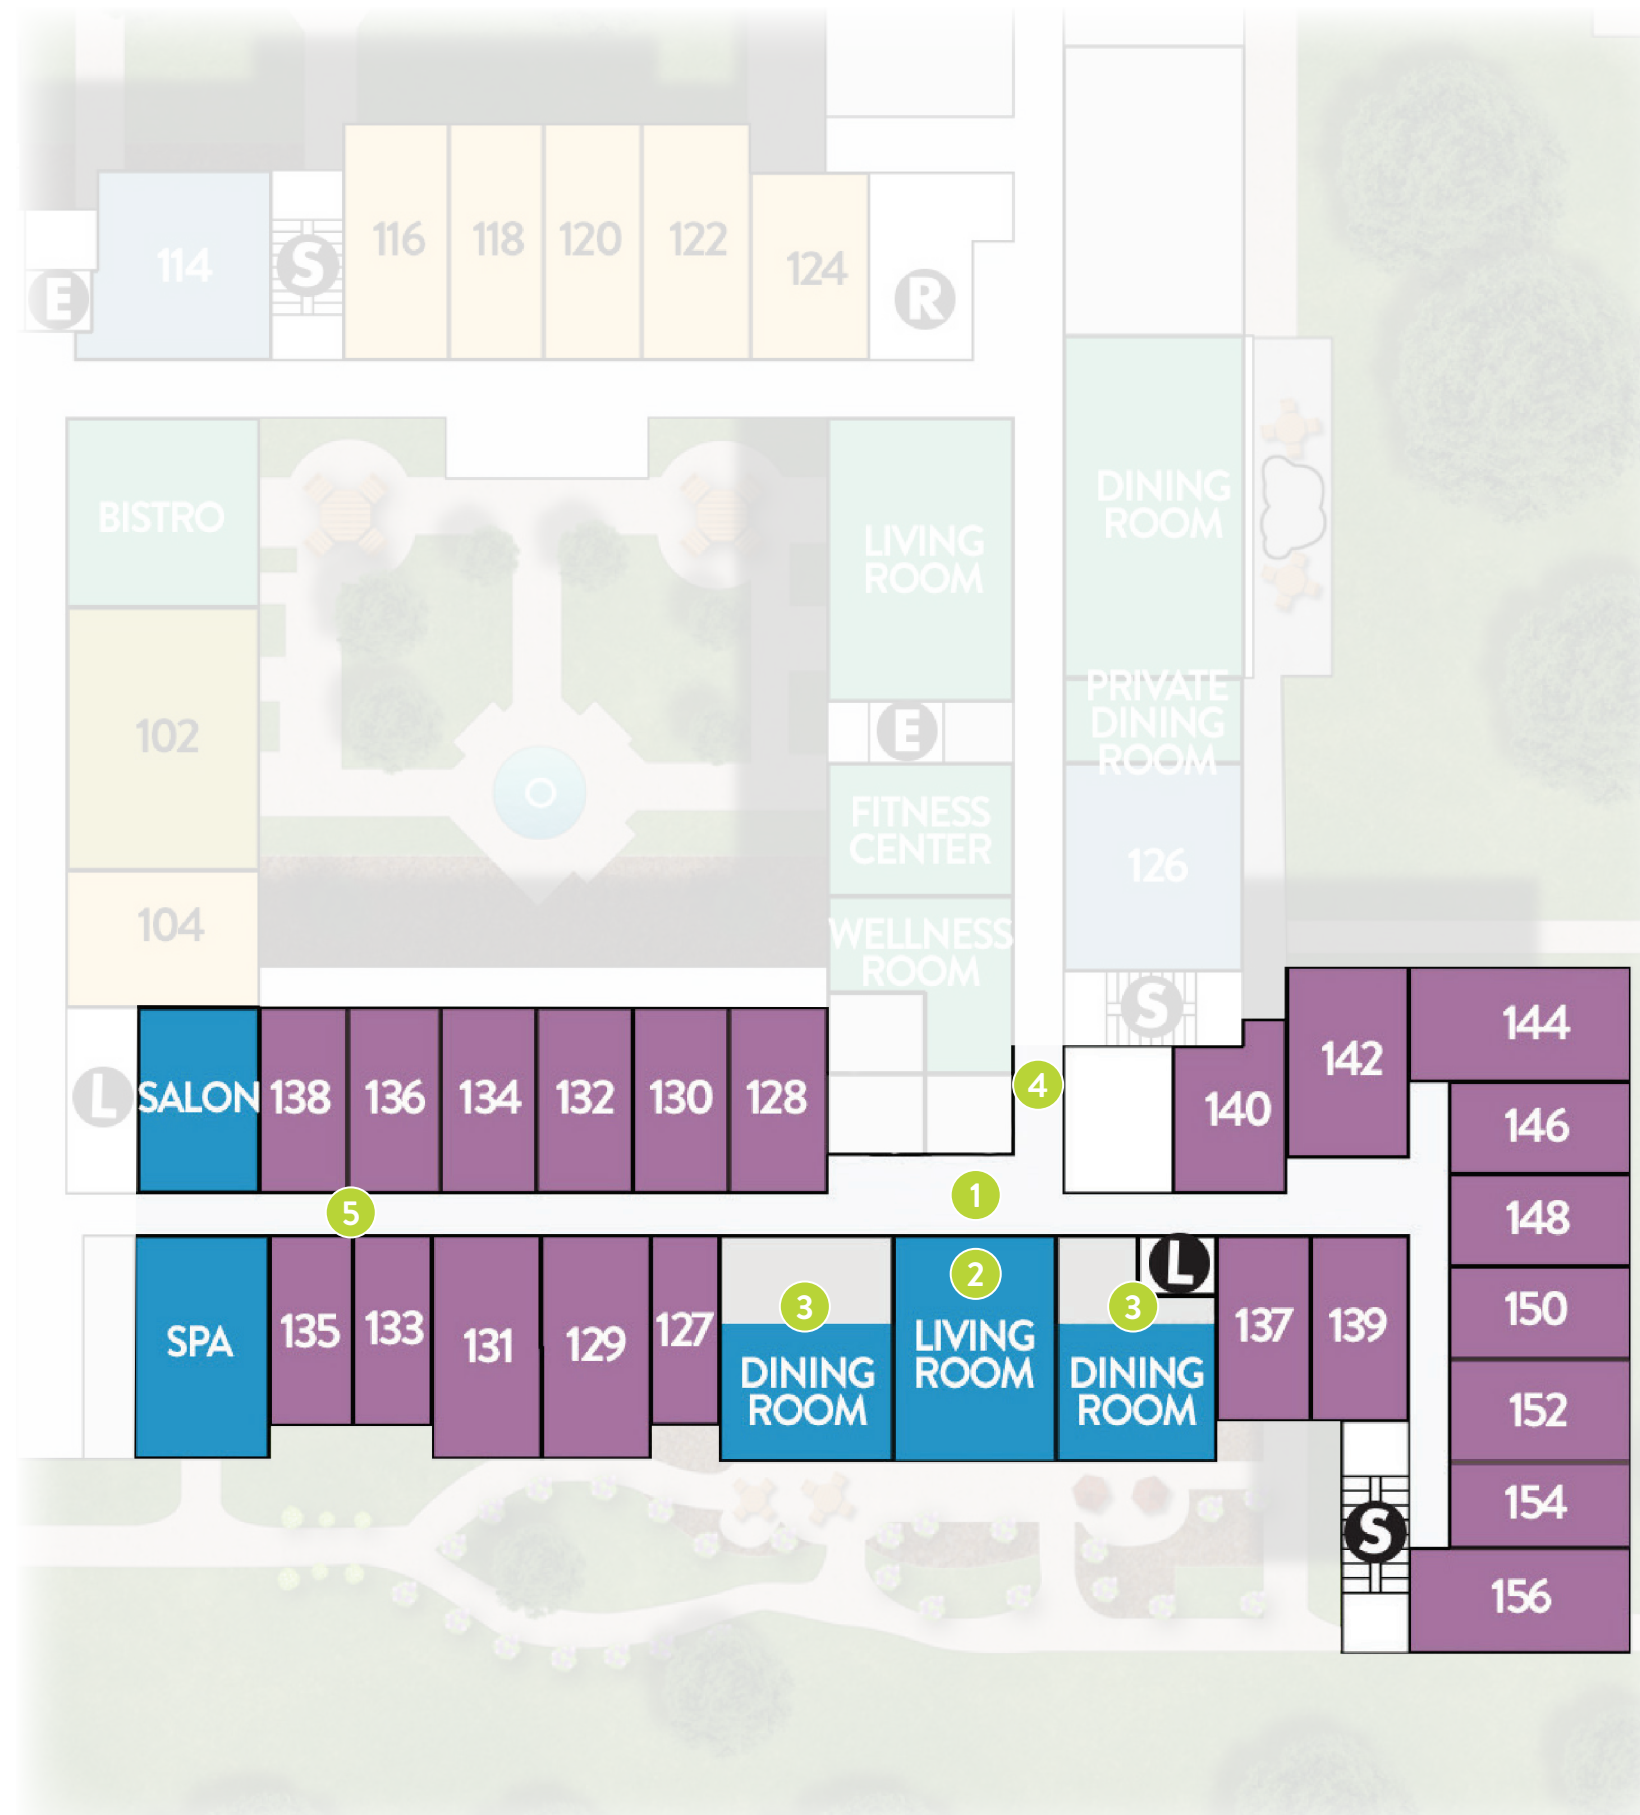 116
118
120
122
114
S
124
E
R
BISTRO
DINING
ROOM
LIVING
ROOM
PRIVATE
DINING
ROOM
102
E
FITNESS
CENTER
126
104
WELLNESS
ROOM
S
144
142
L
SALON
138
136
134
132
130
128
4
140
146
1
5
148
2
L
3
3
SPA
135
133
131
129
127
DINING
ROOM
LIVING
ROOM
DINING
ROOM
137
139
150
152
154
S
156